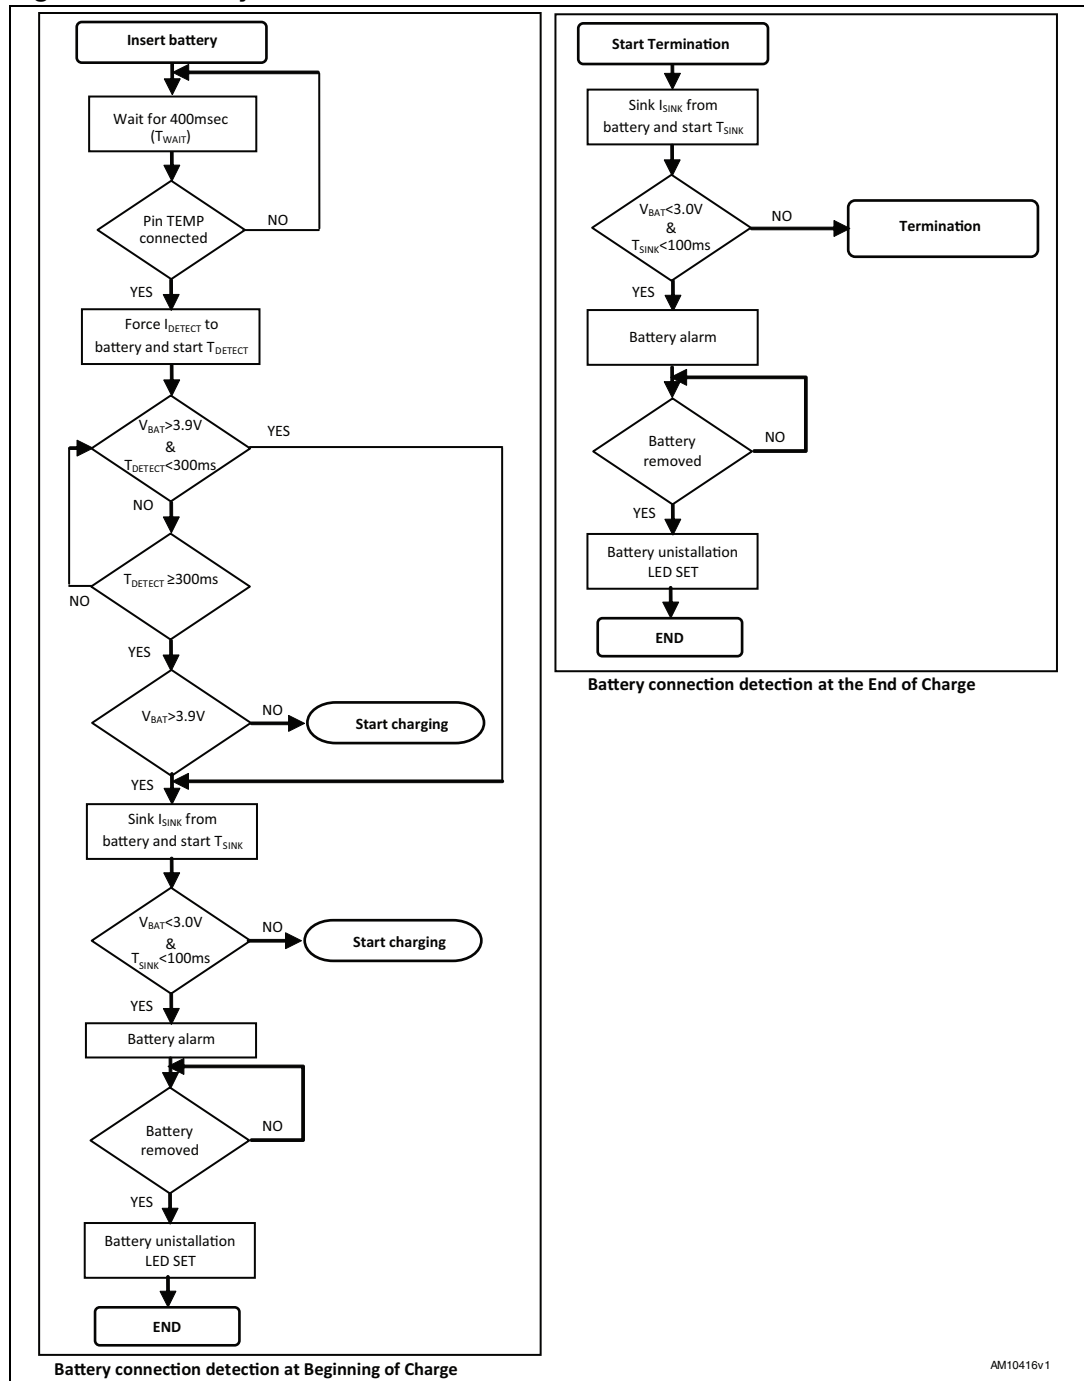 Insert battery
Wait for 400msec
(TWAIT)
Pin TEMP
connected
NO
YES
Force IDETECT to
battery and start TDETECT
VBAT>3.9V
&
TDETECT<300ms
YES
NO
TDETECT ≥300ms
NO
YES
VBAT>3.9V
NO
Start charging
YES
Sink ISINK from
battery and start TSINK
VBAT<3.0V
&
TSINK<100ms
NO
Start charging
YES
Battery alarm
Battery
removed
NO
YES
Battery unistallation
LED SET
END
Battery connection detection at Beginning of Charge
Start Termination
Sink ISINK from
battery and start TSINK
VBAT<3.0V
&
TSINK<100ms
NO
Termination
YES
Battery alarm
Battery
removed
NO
YES
Battery unistallation
LED SET
END
Battery connection detection at the End of Charge
AM10416v1